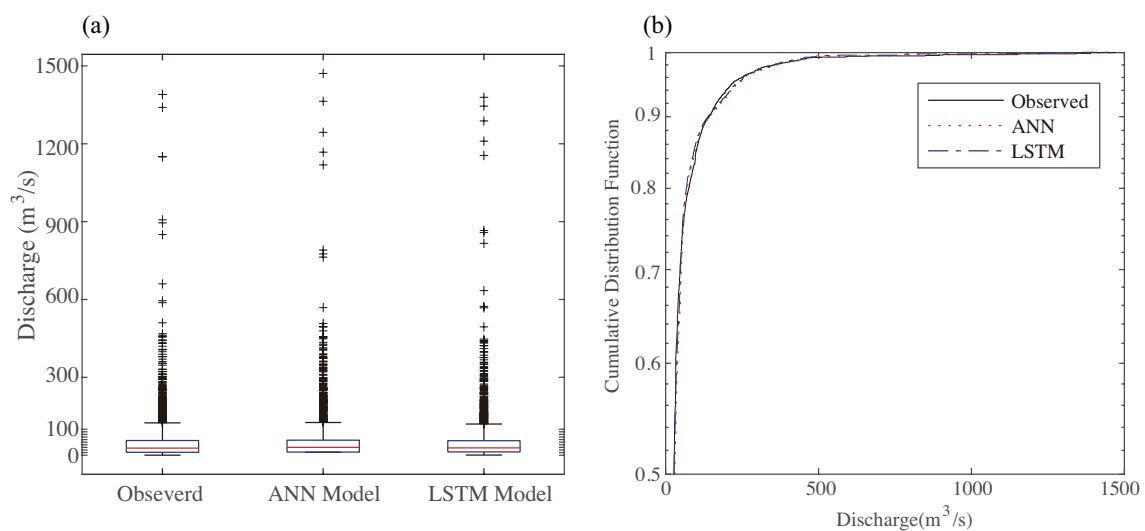 (a)
Discharge (m³/s)
1500
1200
900
600
300
100
0
Obseverd
ANN Model
LSTM Model
(b)
Cumulative Distribution Function
1
0.9
0.8
0.7
0.6
0.5
0
500
1000
1500
Discharge(m³/s)
Observed
ANN
LSTM